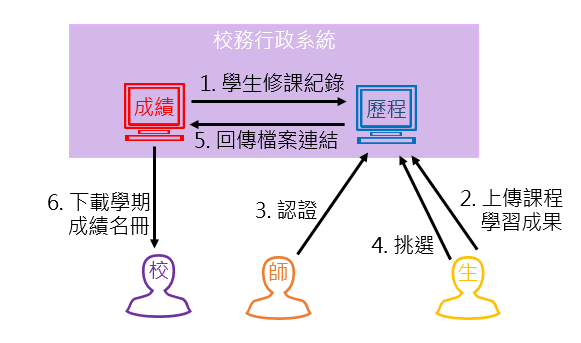 校務行政系統
1. 學生修課紀錄
成績
歷程
5. 回傳檔案連結
6. 下載學期
成績名冊
2. 上傳課程
學習成果
3. 認證
4. 挑選
校
師
生